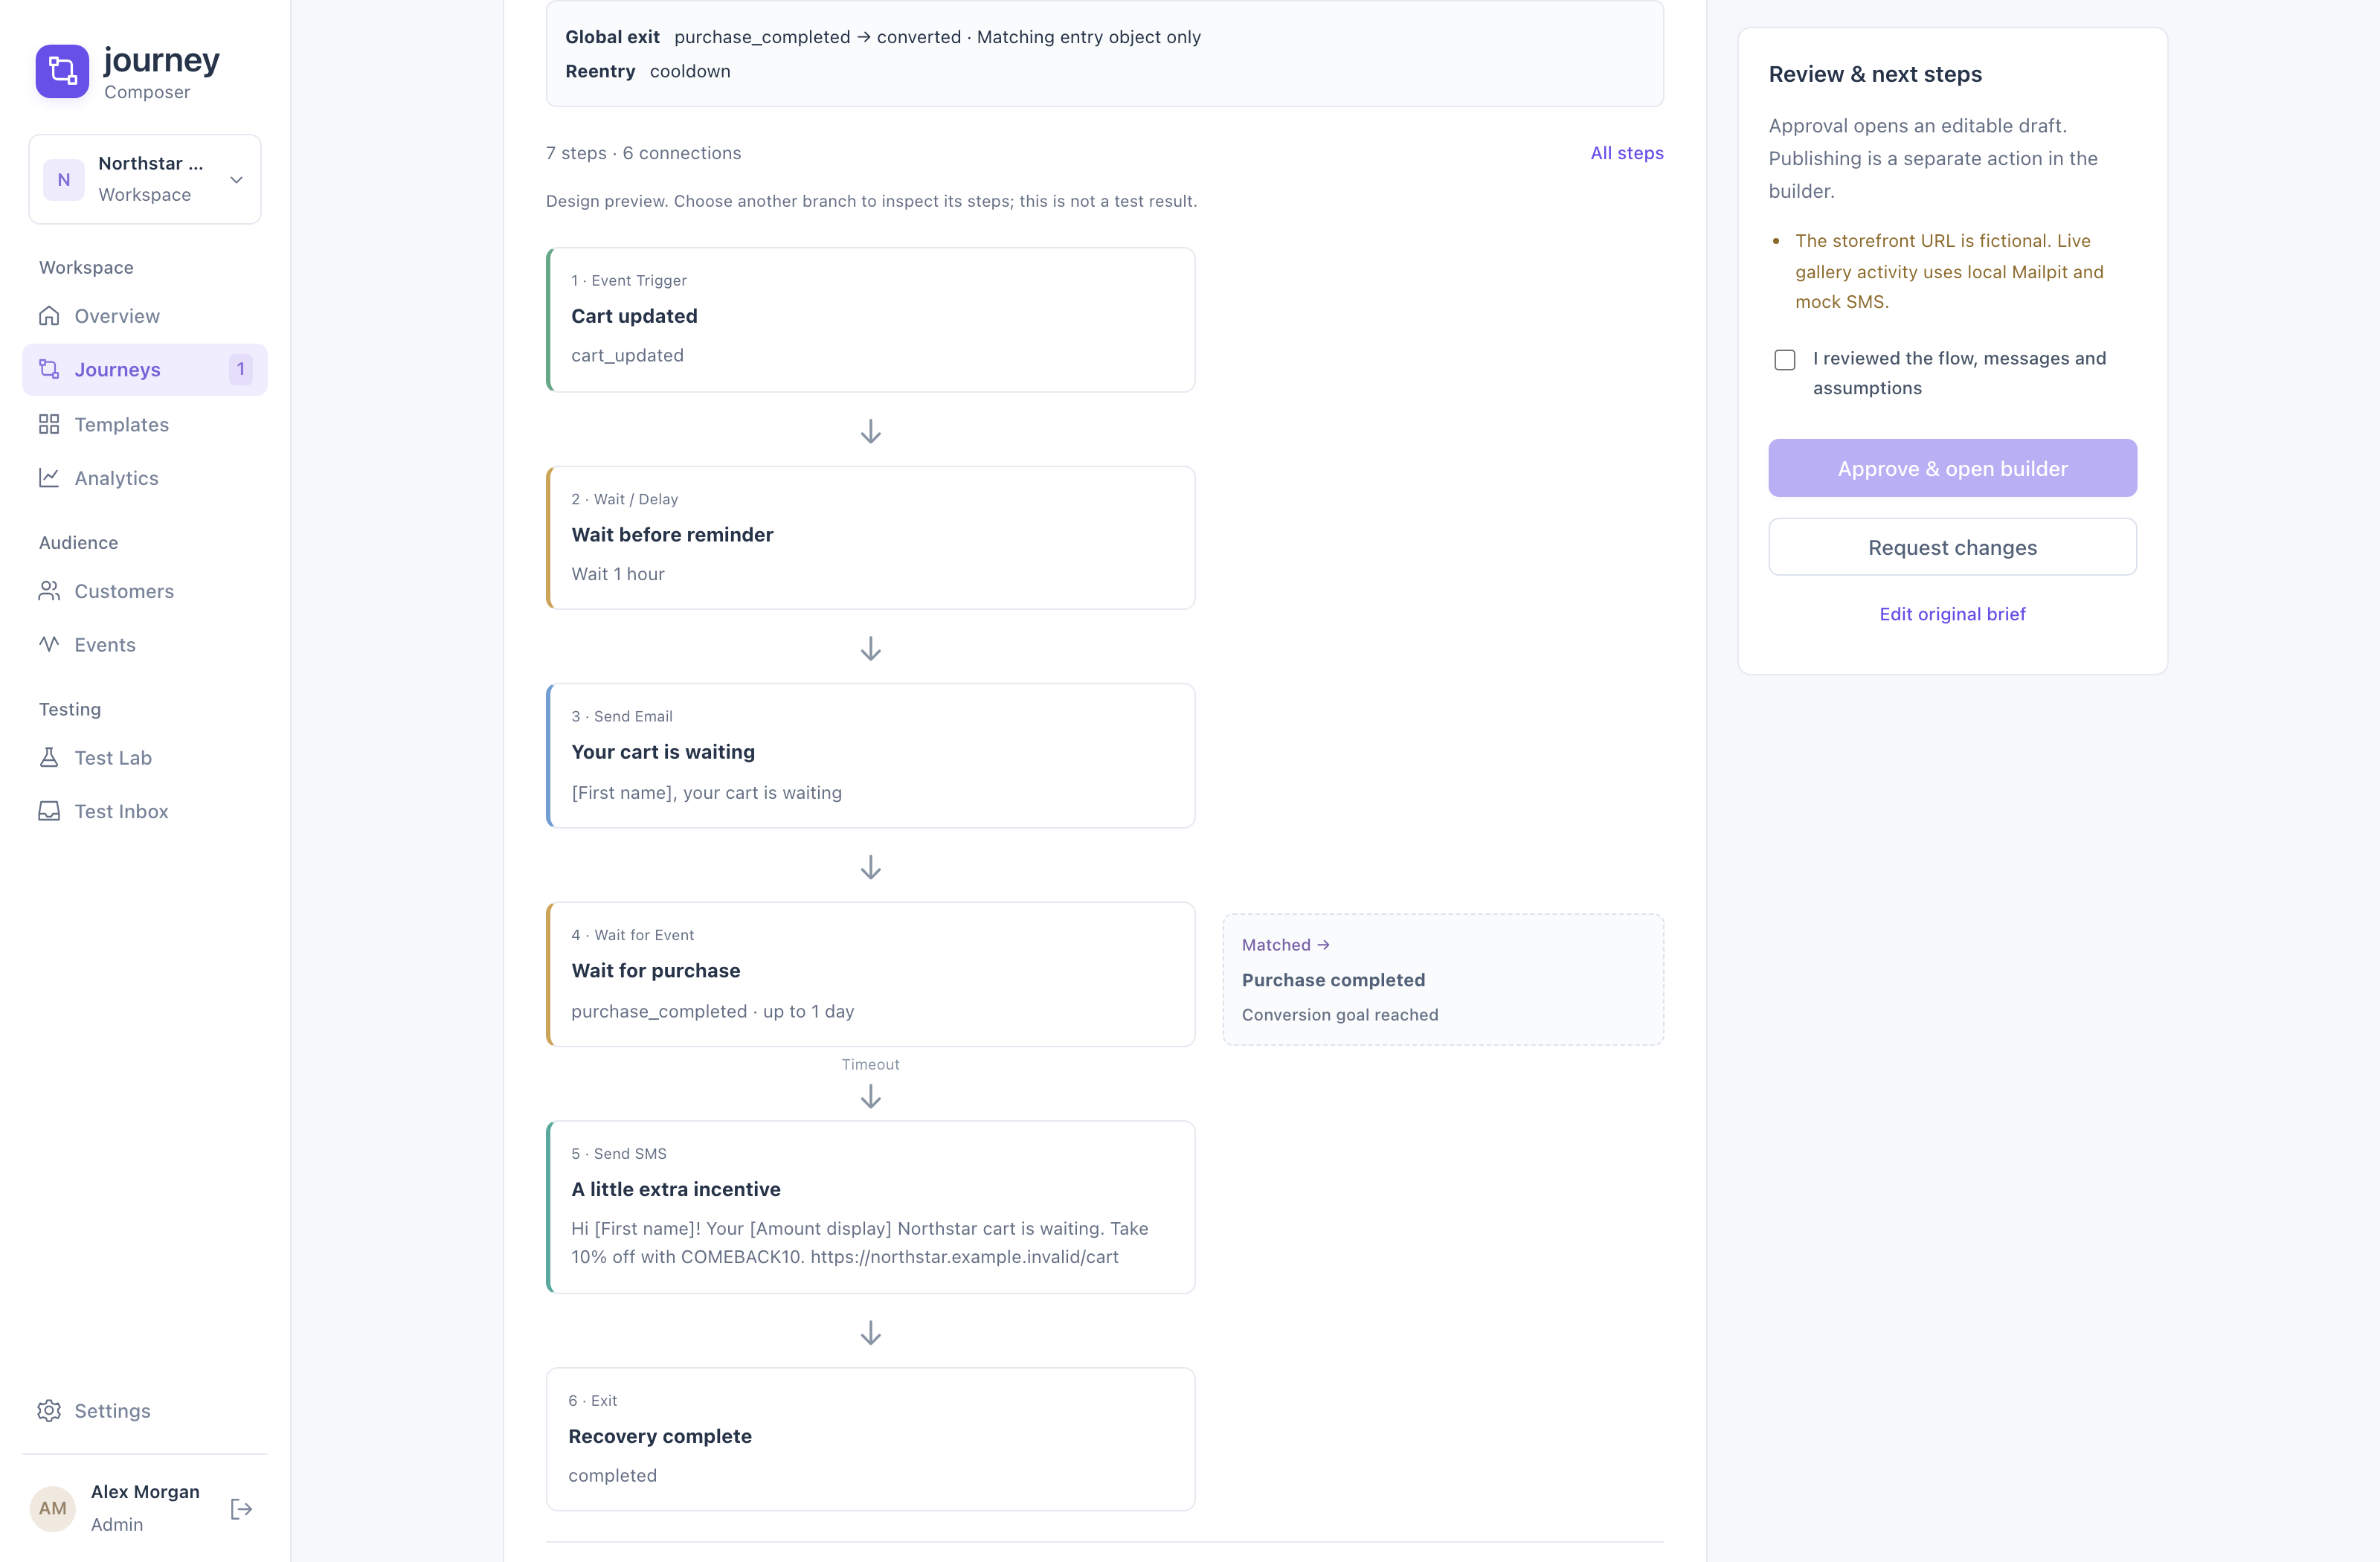 journey
Composer
N
Northstar ...
Workspace
Workspace
Overview
Journeys
1
Templates
Analytics
Audience
Customers
Events
Testing
Test Lab
Test Inbox
Settings
AM
Alex Morgan
Admin
Global exit purchase_completed → converted · Matching entry object only
Reentry cooldown
7 steps · 6 connections
All steps
Design preview. Choose another branch to inspect its steps; this is not a test result.
1 · Event Trigger
Cart updated
cart_updated
2 · Wait / Delay
Wait before reminder
Wait 1 hour
3 · Send Email
Your cart is waiting
[First name], your cart is waiting
4 · Wait for Event
Wait for purchase
purchase_completed · up to 1 day
Matched →
Purchase completed
Conversion goal reached
Timeout
5 · Send SMS
A little extra incentive
Hi [First name]! Your [Amount display] Northstar cart is waiting. Take
10% off with COMEBACK10. https://northstar.example.invalid/cart
6 · Exit
Recovery complete
completed
Review & next steps
Approval opens an editable draft.
Publishing is a separate action in the
builder.
• The storefront URL is fictional. Live
gallery activity uses local Mailpit and
mock SMS.
I reviewed the flow, messages and
assumptions
Approve & open builder
Request changes
Edit original brief